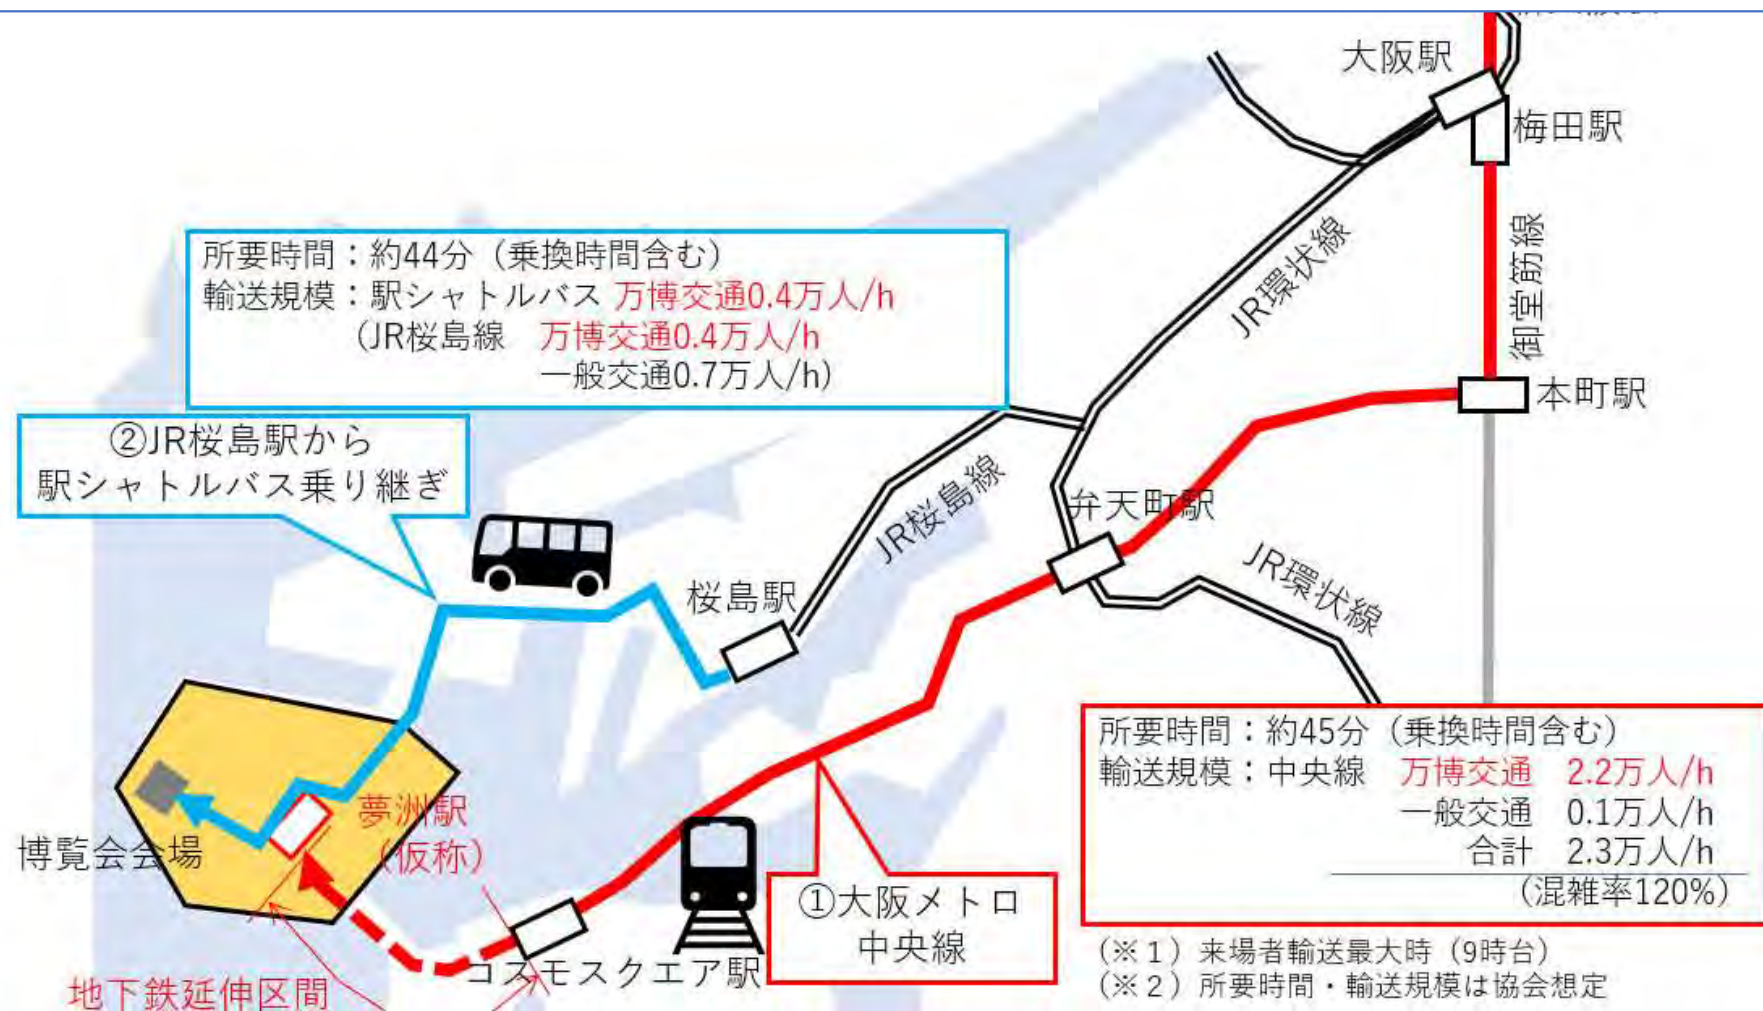 大阪駅
梅田駅
所要時間：約44分（乗換時間含む）
輸送規模：駅シャトルバス 万博交通0.4万人/h
（JR桜島線　万博交通0.4万人/h
一般交通0.7万人/h）
JR環状線
御堂筋線
本町駅
②JR桜島駅から
駅シャトルバス乗り継ぎ
JR桜島線
弁天町駅
JR環状線
桜島駅
所要時間：約45分（乗換時間含む）
輸送規模：中央線　万博交通　2.2万人/h
一般交通　0.1万人/h
合計　2.3万人/h
（混雑率120%）
夢洲駅
（仮称）
博覧会会場
①大阪メトロ
中央線
コスモスクエア駅
地下鉄延伸区間
（※１）来場者輸送最大時（9時台）
（※２）所要時間・輸送規模は協会想定